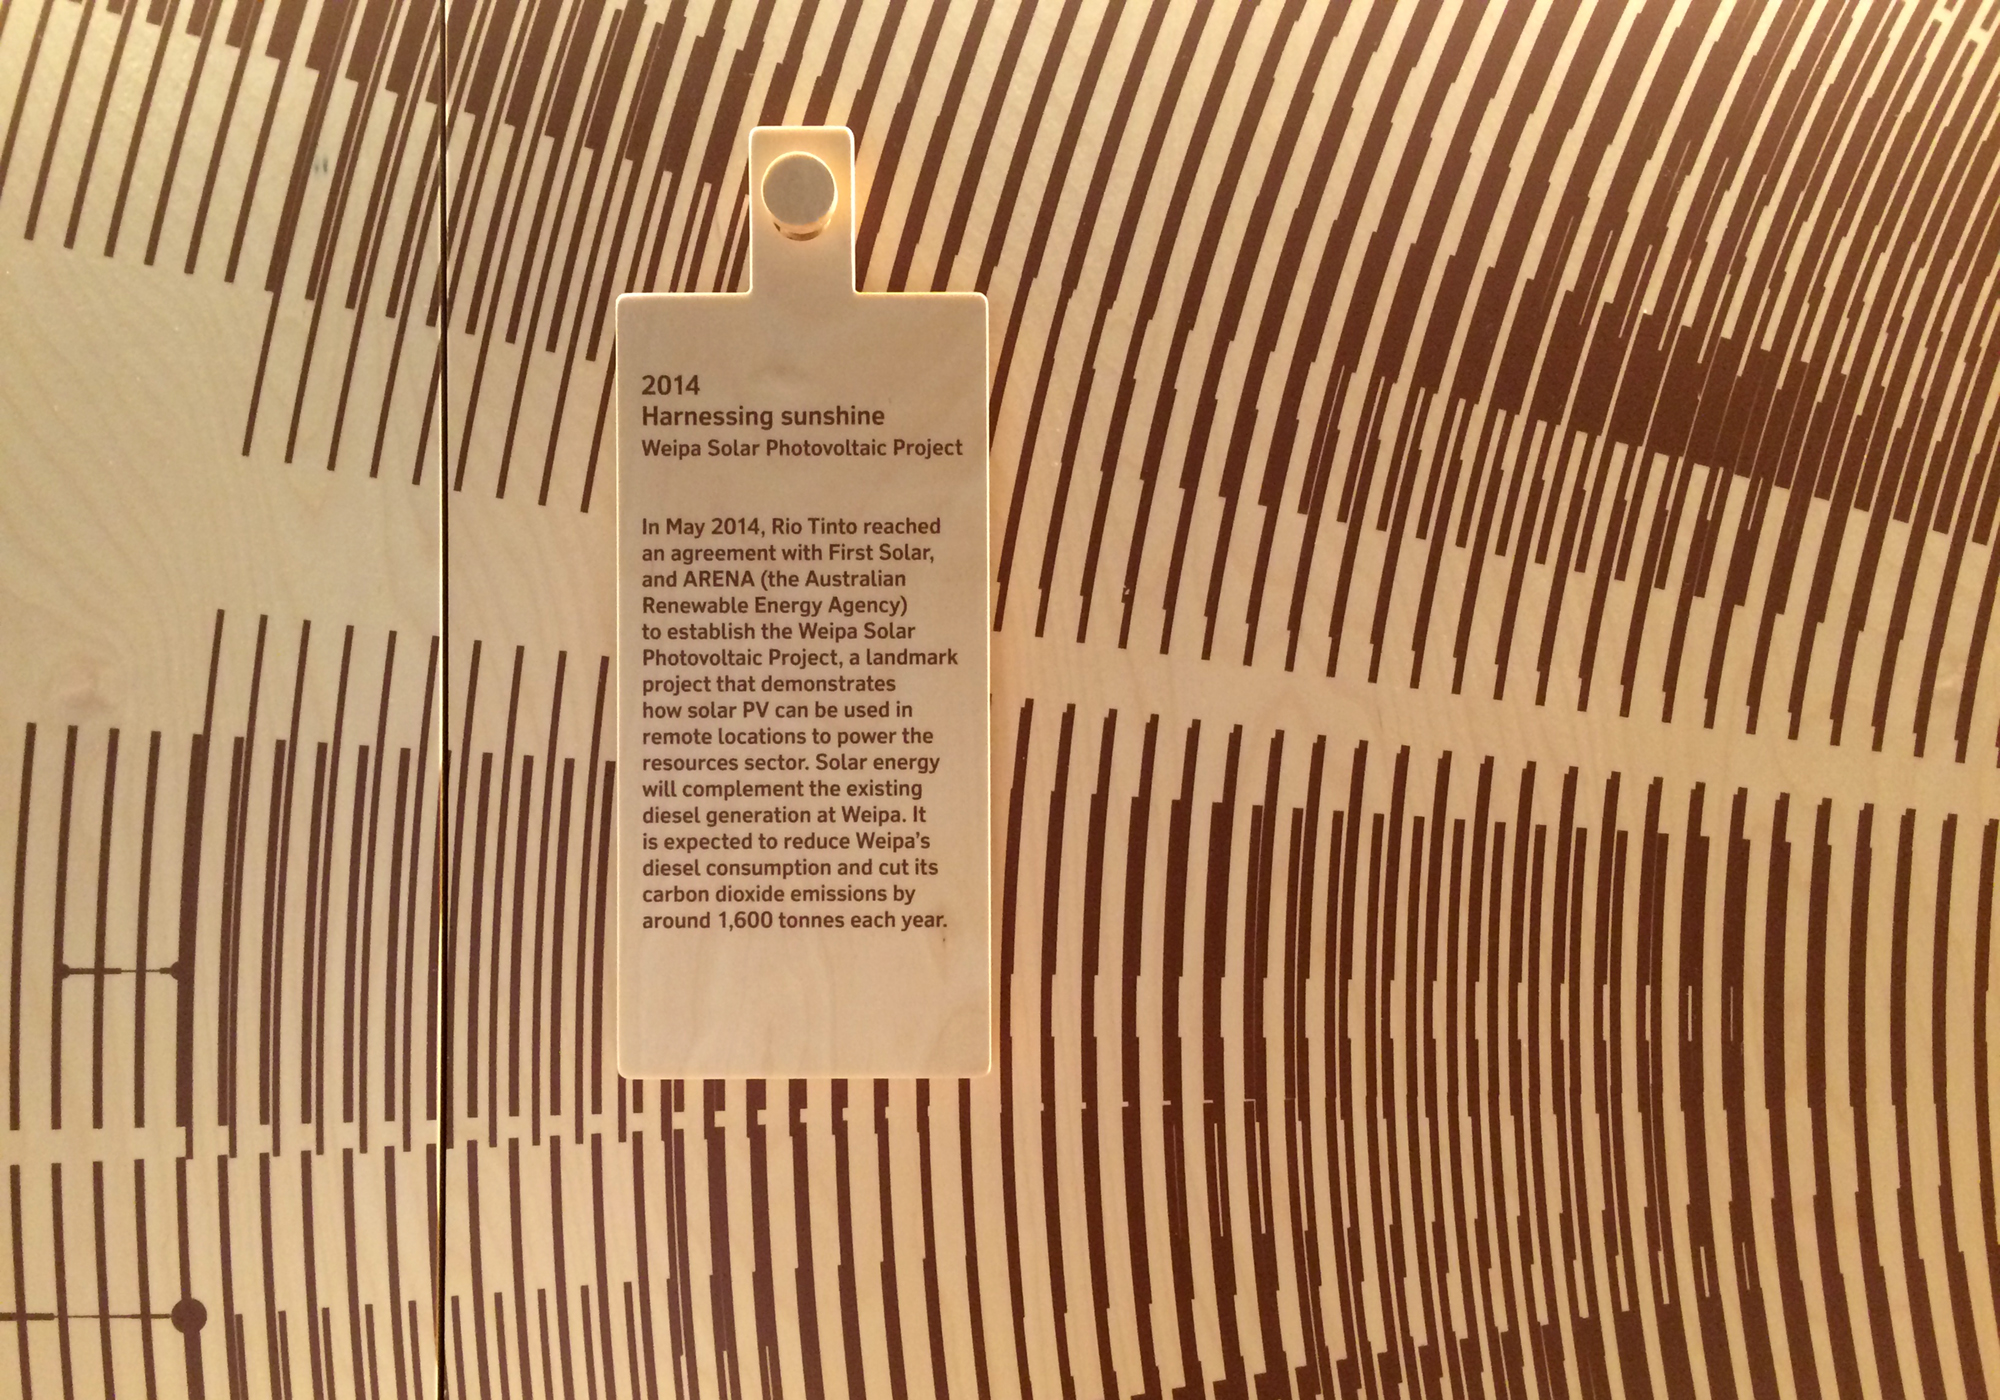 2014
Harnessing sunshine
Weipa Solar Photovoltaic Project
In May 2014, Rio Tinto reached
an agreement with First Solar,
and ARENA (the Australian
Renewable Energy Agency)
to establish the Weipa Solar
Photovoltaic Project, a landmark
project that demonstrates
how solar PV can be used in
remote locations to power the
resources sector. Solar energy
will complement the existing
diesel generation at Weipa. It
is expected to reduce Weipa’s
diesel consumption and cut its
carbon dioxide emissions by
around 1,600 tonnes each year.